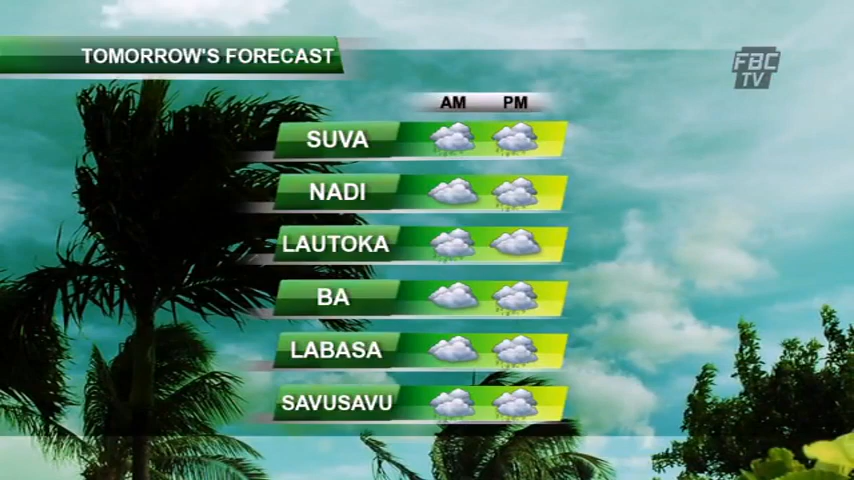 TOMORROW'S FORECAST
FBC
TV
AM PM
SUVA
NADI
LAUTOKA
BA
LABASA
SAVUSAVU